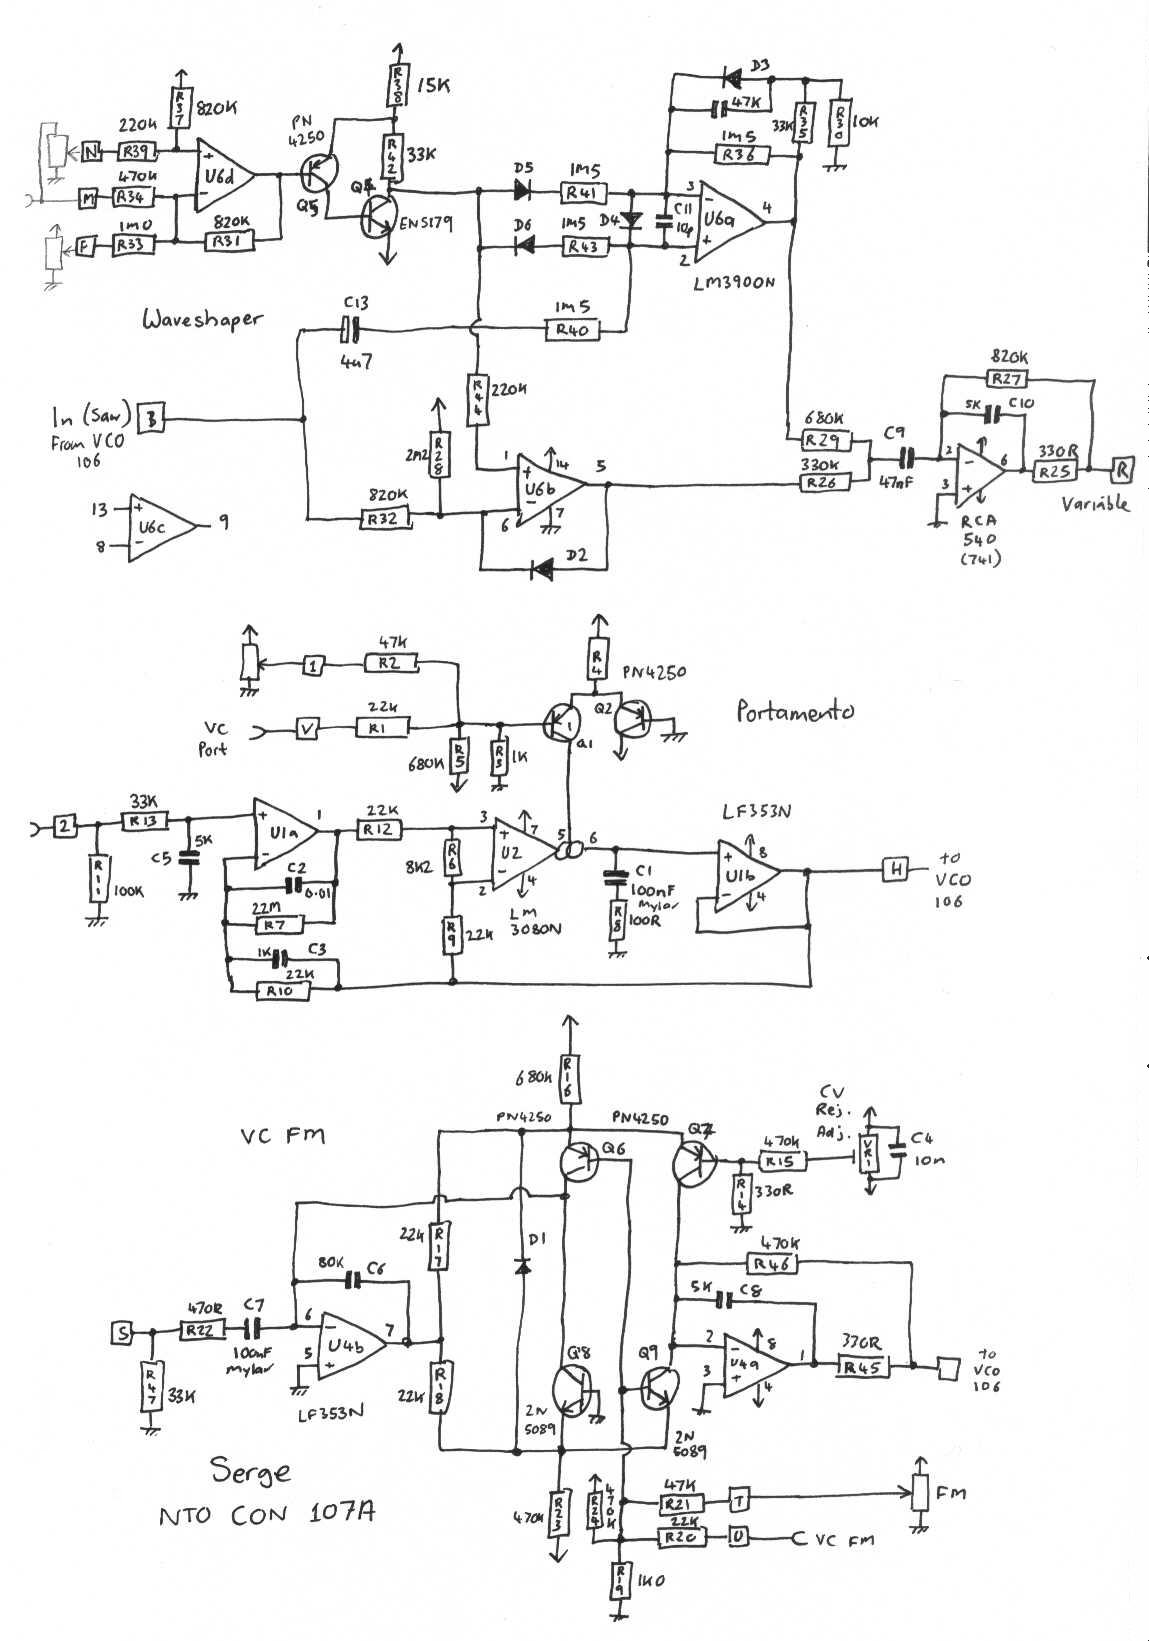 R38
15K
D3
R37
820K
47K
33K
R35
R30
10K
PN
4250
220K
N
R39
+
R42
33K
1M5
R36
U6d
470K
M
R34
-
Q5
Q4
EN5179
D5
1M5
R41
3
-
C11
10p
D4
U6a
4
+
2
LM3900N
1M0
F
R33
820K
R31
D6
1M5
R43
Waveshaper
C13
4u7
1M5
R40
In (Saw)
From VCO
106
3
R44
220K
820K
R27
5K
C10
680K
R29
C9
47nF
330K
R26
2
-
3
+
6
330R
R25
R
Variable
RCA
540
(741)
2M2
R28
1
+
14
U6b
5
-
6
7
820K
R32
D2
13
+
U6c
9
8
-
47K
1
R2
R4
PN4250
Q2
Portamento
VC
Port
V
22K
R1
1
Q1
680K
R5
R3
1K
33K
2
R13
5K
C5
R11
100K
+
U1a
1
-
C2
0.01
22M
R7
1K
C3
22K
R10
22K
R12
3
+
7
U2
5
6
-
2
4
LM
3080N
8K2
R6
R9
22K
C1
100nF
Mylar
R8
100R
LF353N
+
8
U1b
-
4
H
to
VCO
106
VC FM
680K
R16
PN4250
PN4250
Q6
Q7
CV
Rej.
Adj.
VR1
C4
10n
470K
R15
R14
330R
22K
R17
D1
80K
C6
470K
R46
5K
C8
S
470K
R22
C7
100nF
Mylar
6
-
5
+
U4b
7
LF353N
R47
33K
22K
R18
Q8
2N
5089
Q9
2N
5089
2
-
3
+
8
U4a
1
4
330R
R45
to
VCO
106
Serge
NTO CON 107A
470K
R23
R24
470K
47K
R21
T
FM
22K
R20
U
VC FM
R19
1K0